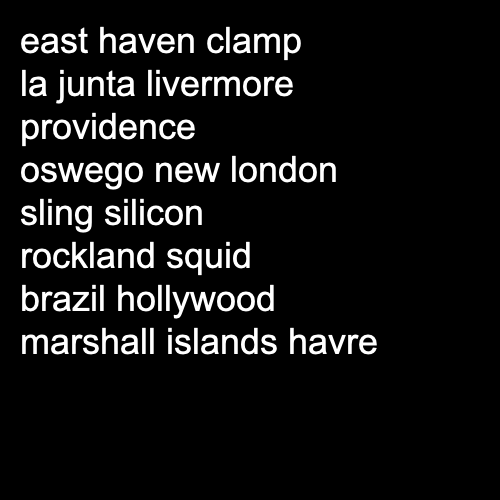 east haven clamp
la junta livermore
providence
oswego new london
sling silicon
rockland squid
brazil hollywood
marshall islands havre